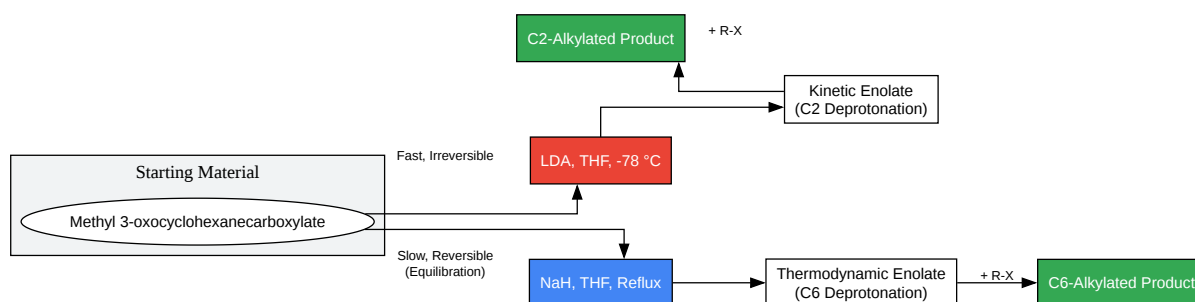 C2-Alkylated Product
+ R-X
Kinetic Enolate
(C2 Deprotonation)
Fast, Irreversible
LDA, THF, -78 °C
Starting Material
Methyl 3-oxocyclohexanecarboxylate
Slow, Reversible
(Equilibration)
NaH, THF, Reflux
Thermodynamic Enolate
(C6 Deprotonation)
+ R-X
C6-Alkylated Product